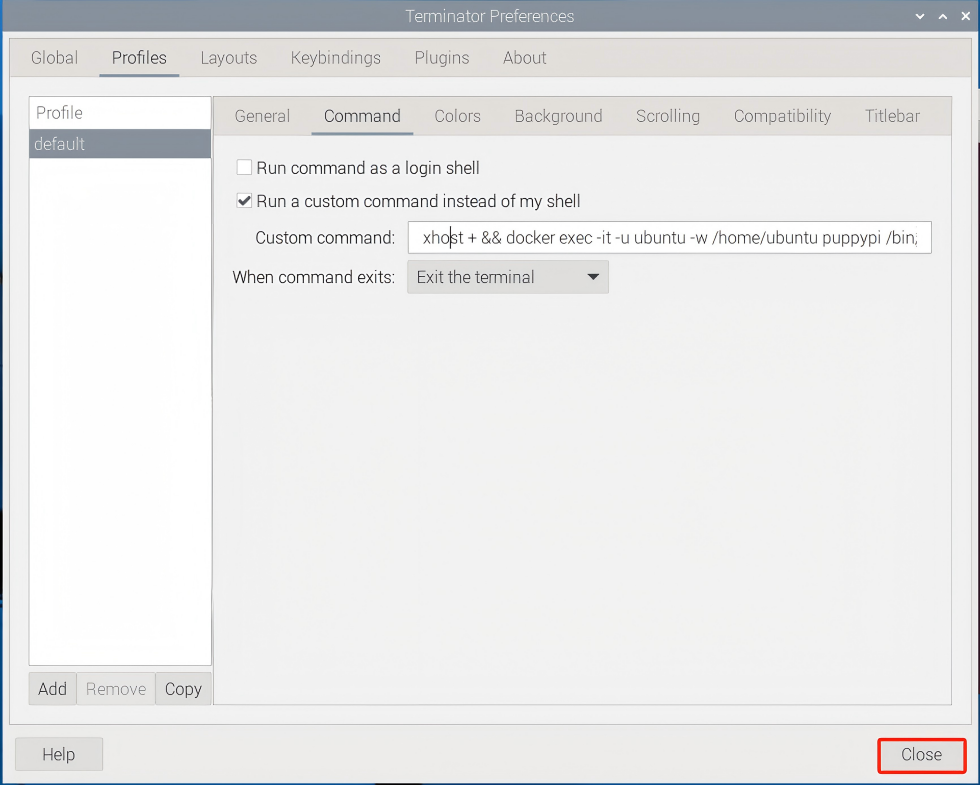 Terminator Preferences
Global Profiles Layouts Keybindings Plugins About
Profile
default
General Command Colors Background Scrolling Compatibility Titlebar
Run command as a login shell
Run a custom command instead of my shell
Custom command: xhost + && docker exec -it -u ubuntu -w /home/ubuntu puppypi /bin/
When command exits: Exit the terminal
Add Remove Copy
Help Close